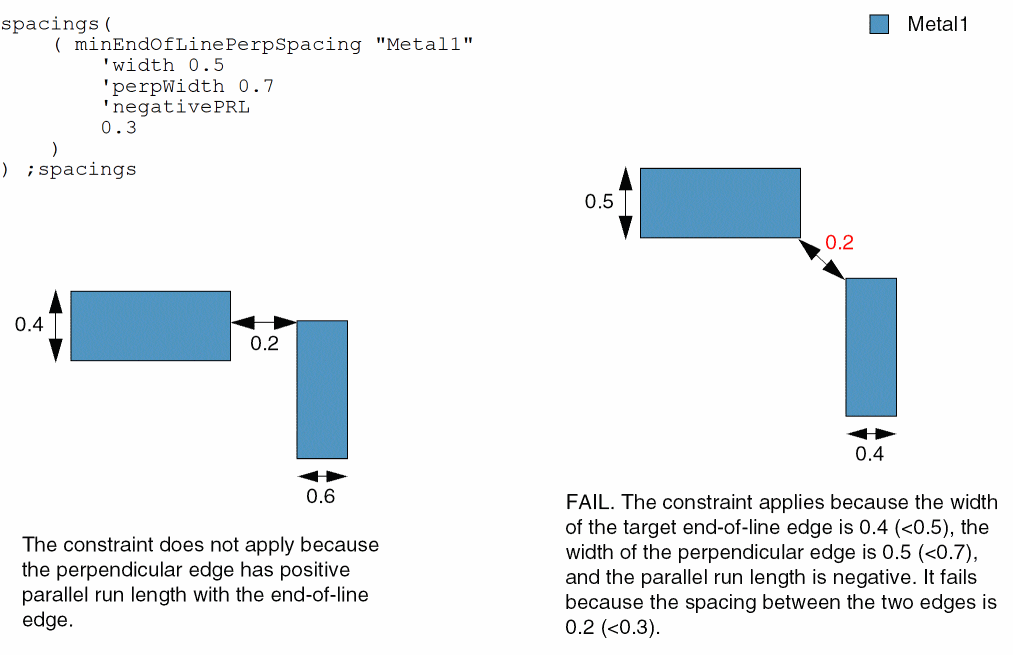 spacings(
( minEndOfLinePerpSpacing "Metal1"
'width 0.5
'perpWidth 0.7
'negativePRL
0.3
)
) ;spacings
Metal1
0.4
0.2
0.6
The constraint does not apply because
the perpendicular edge has positive
parallel run length with the end-of-line
edge.
0.5
0.2
0.4
FAIL. The constraint applies because the width
of the target end-of-line edge is 0.4 (<0.5), the
width of the perpendicular edge is 0.5 (<0.7),
and the parallel run length is negative. It fails
because the spacing between the two edges is
0.2 (<0.3).